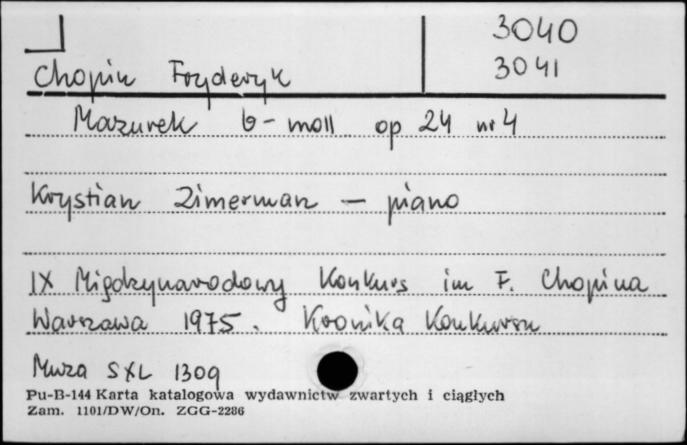 3040
3041
Chopin Fryderyk
Mazurek b-moll op 24 nr 4
Krystian Zimerman – piano
IX Międzynarodowy Konkurs im F. Chopina
Warszawa 1975. Kronika Konkursu
Muza SXL 1309
Pu-B-144 Karta katalogowa wydawnictw zwartych i ciągłych
Zam. 1101/DW/On. ZGG-2286